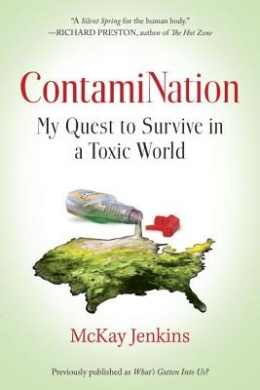 "A Silent Spring for the human body."
—RICHARD PRESTON, author of The Hot Zone
ContamiNation
My Quest to Survive in
a Toxic World
McKay Jenkins
Previously published as What's Gotten Into Us?